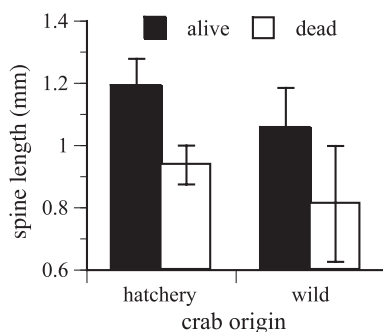 alive dead
1.4
1.2
1
0.8
0.6
spine length (mm)
hatchery wild
crab origin